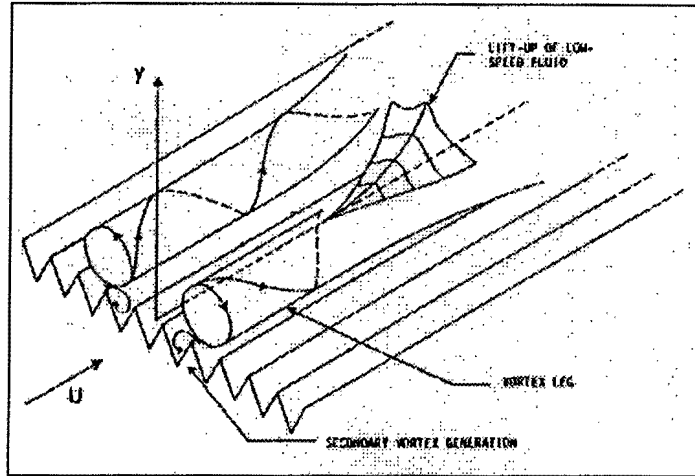 LIFT-UP OF LOW-
SPEED FLUID
Y
U
VORTEX LEG
SECONDARY VORTEX GENERATION